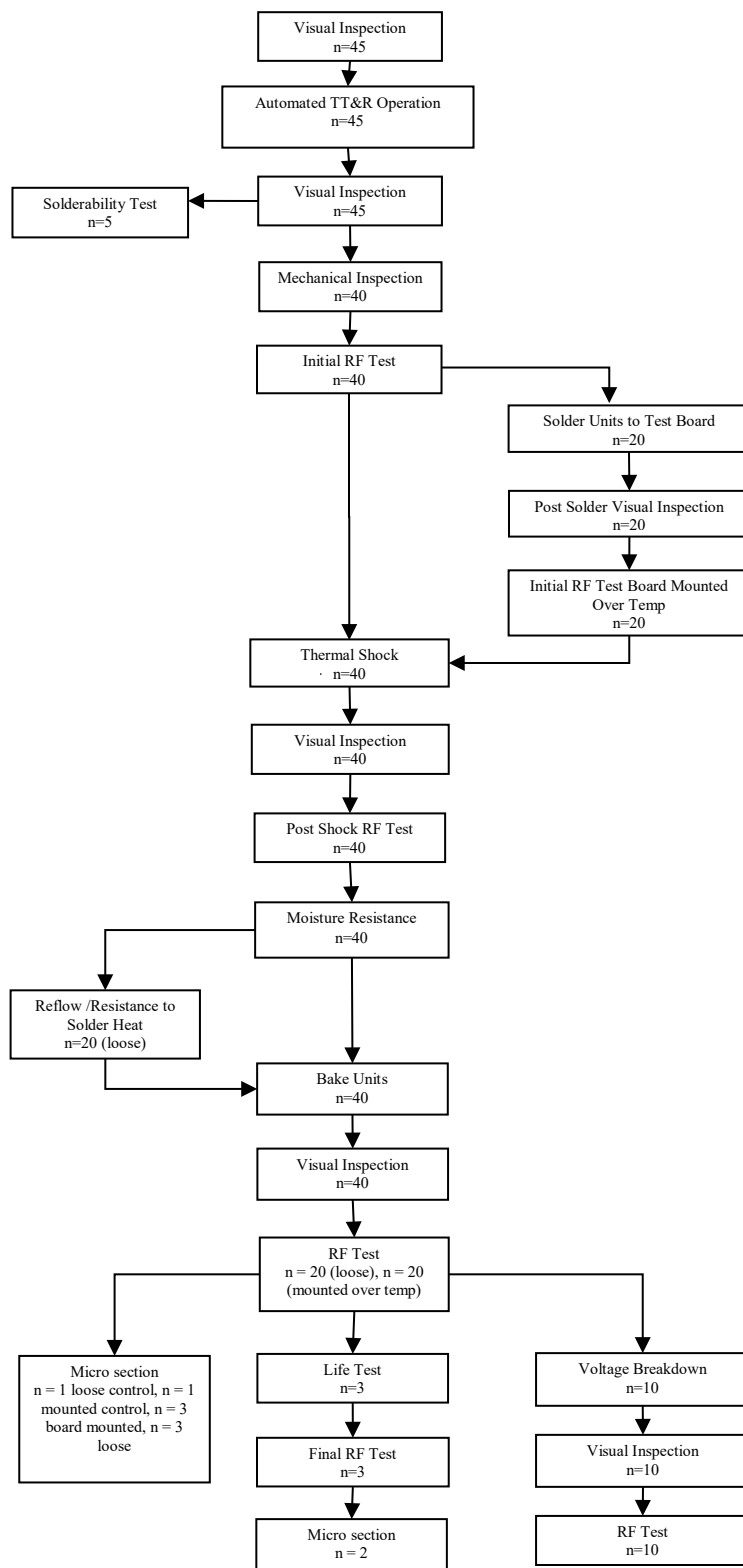 Visual Inspection
n=45
Automated TT&R Operation
n=45
Visual Inspection
n=45
Solderability Test
n=5
Mechanical Inspection
n=40
Initial RF Test
n=40
Solder Units to Test Board
n=20
Post Solder Visual Inspection
n=20
Initial RF Test Board Mounted
Over Temp
n=20
Thermal Shock
n=40
Visual Inspection
n=40
Post Shock RF Test
n=40
Moisture Resistance
n=40
Reflow /Resistance to
Solder Heat
n=20 (loose)
Bake Units
n=40
Visual Inspection
n=40
RF Test
n = 20 (loose), n = 20
(mounted over temp)
Micro section
n = 1 loose control, n = 1
mounted control, n = 3
board mounted, n = 3
loose
Life Test
n=3
Final RF Test
n=3
Micro section
n = 2
Voltage Breakdown
n=10
Visual Inspection
n=10
RF Test
n=10